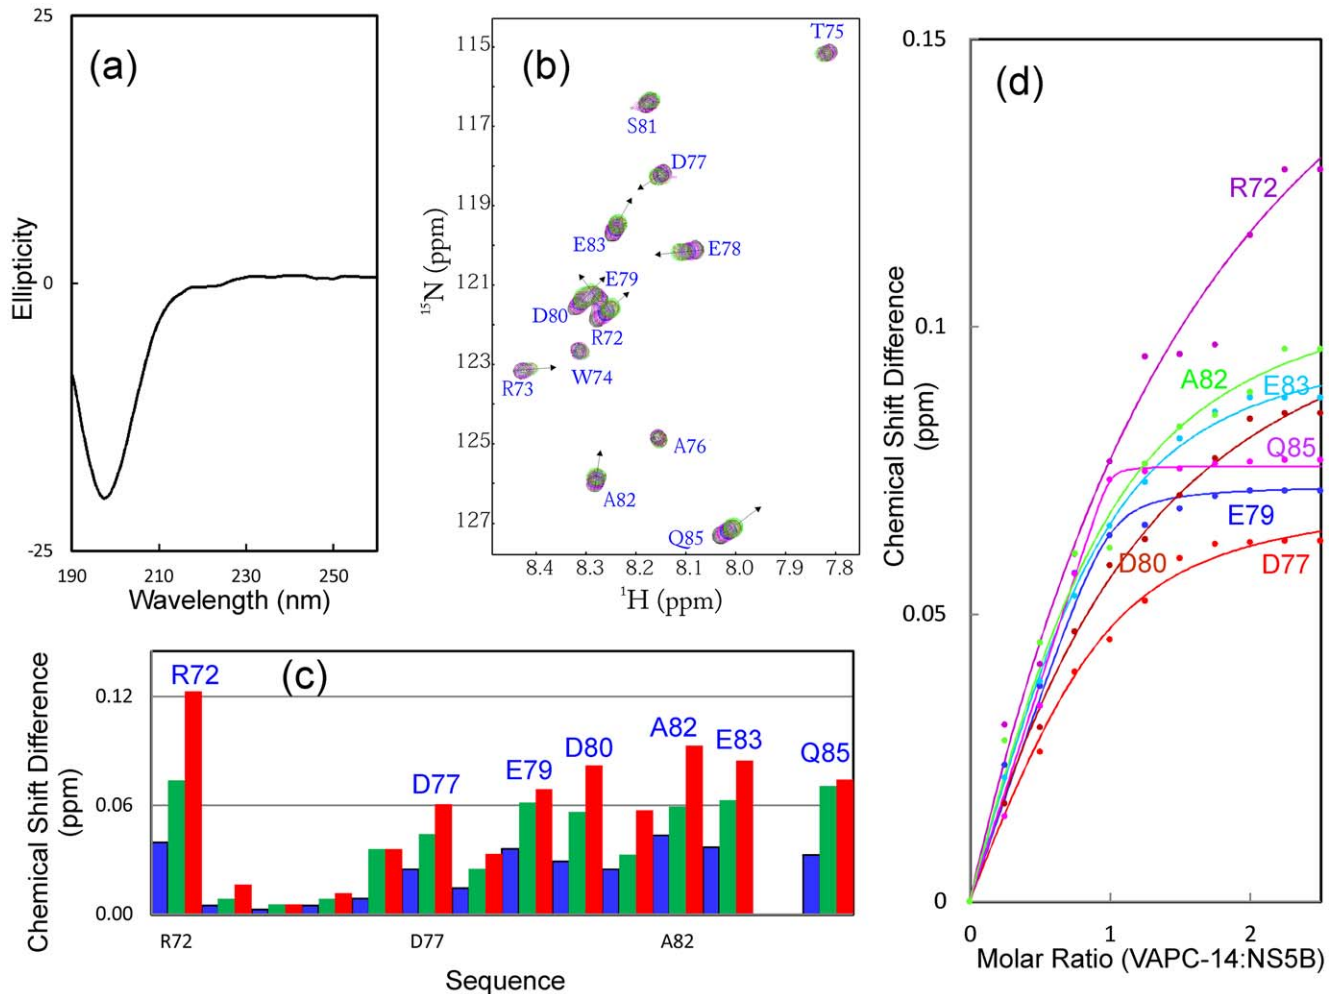 (a)
25
0
-25
Ellipticity
190
210
230
250
Wavelength (nm)
(b)
115
117
119
121
123
125
127
¹⁵N (ppm)
T75
S81
D77
E83
E78
E79
D80
R72
W74
R73
A76
A82
Q85
8.4
8.3
8.2
8.1
8.0
7.9
7.8
¹H (ppm)
(c)
0.12
0.06
0.00
Chemical Shift Difference
(ppm)
R72
D77
E79
D80
A82
E83
Q85
R72
D77
A82
Sequence
(d)
0.15
0.1
0.05
0
Chemical Shift Difference
(ppm)
R72
A82
E83
Q85
E79
D80
D77
0
1
2
Molar Ratio (VAPC-14:NS5B)